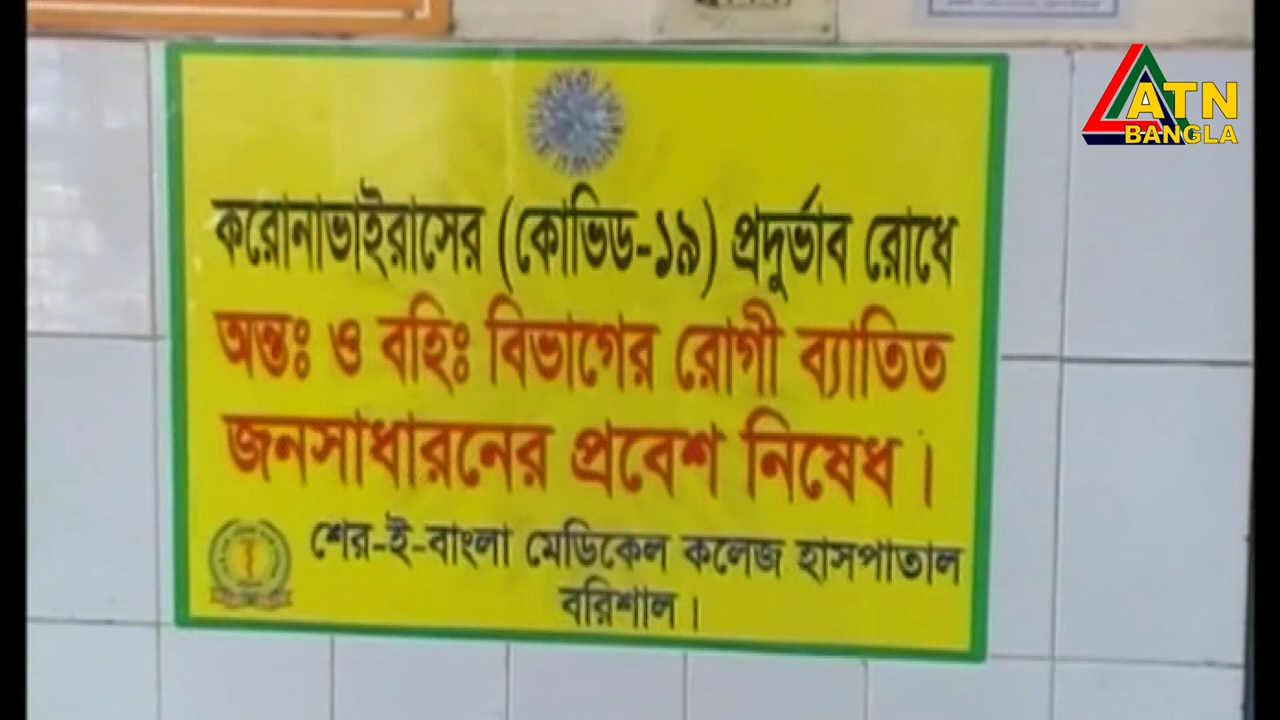 ATN
BANGLA
করোনাভাইরাসের (কোভিড-১৯) প্রদুর্ভাব রোধে
অন্তঃ ও বহিঃ বিভাগের রোগী ব্যাতিত
জনসাধারনের প্রবেশ নিষেধ।
শের-ই-বাংলা মেডিকেল কলেজ হাসপাতাল
বরিশাল।